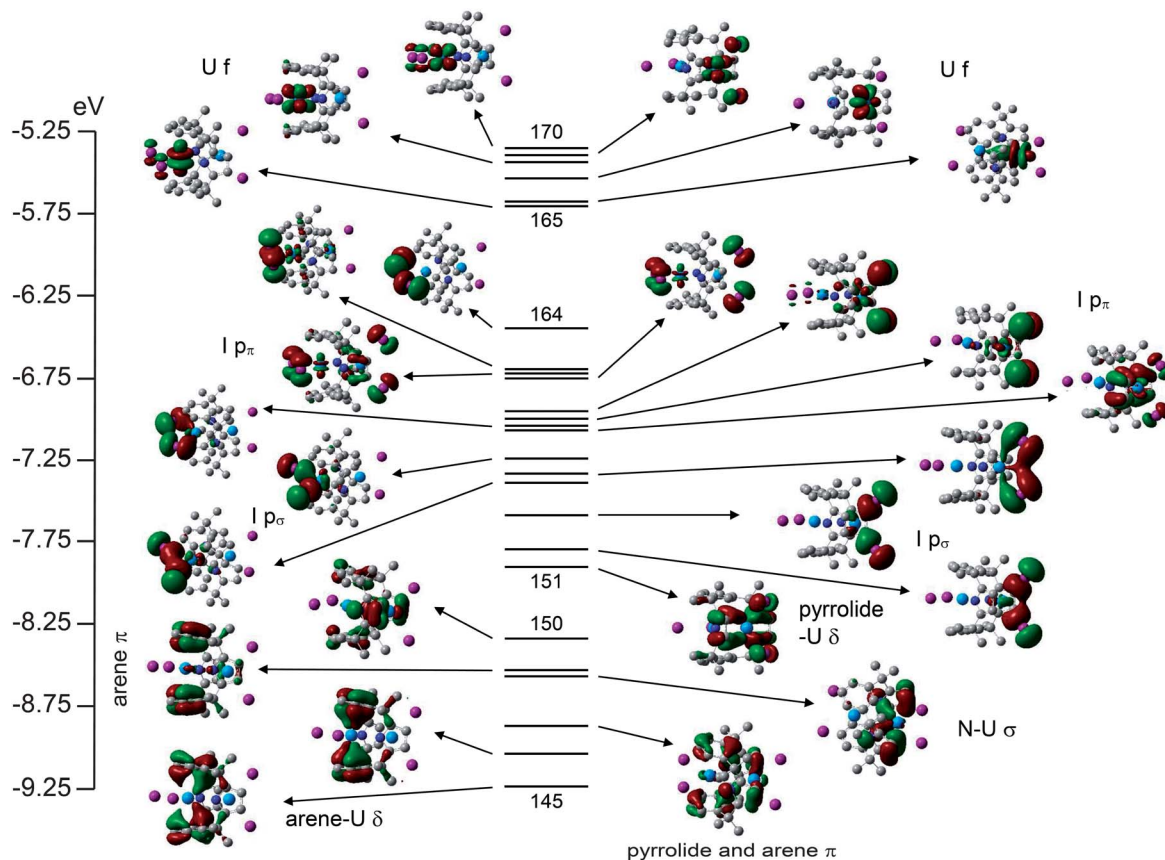 U f
U f
eV
-5.25
170
-5.75
165
-6.25
164
I pπ
I pπ
-6.75
-7.25
I pσ
I pσ
-7.75
151
pyrrolide
-U δ
-8.25
150
arene π
-8.75
N-U σ
-9.25
145
arene-U δ
pyrrolide and arene π